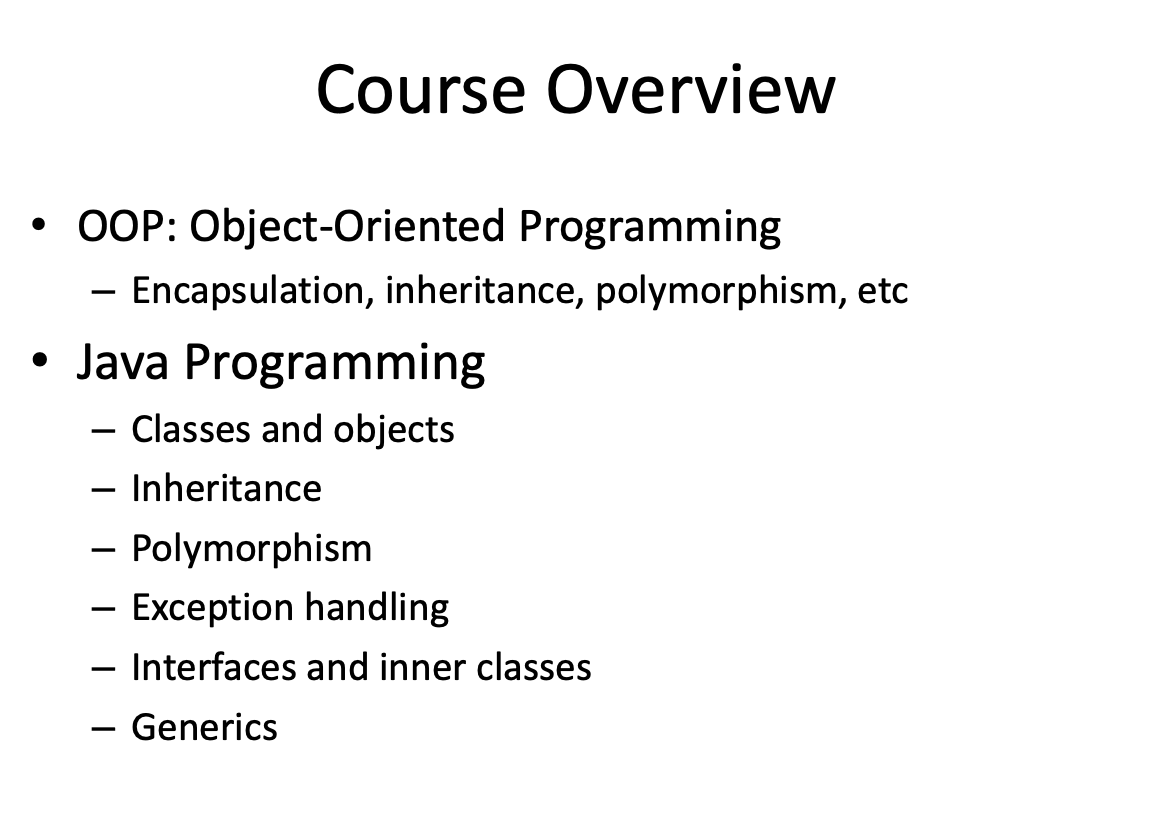 Course Overview
• OOP: Object-Oriented Programming
– Encapsulation, inheritance, polymorphism, etc
• Java Programming
– Classes and objects
– Inheritance
– Polymorphism
– Exception handling
– Interfaces and inner classes
– Generics